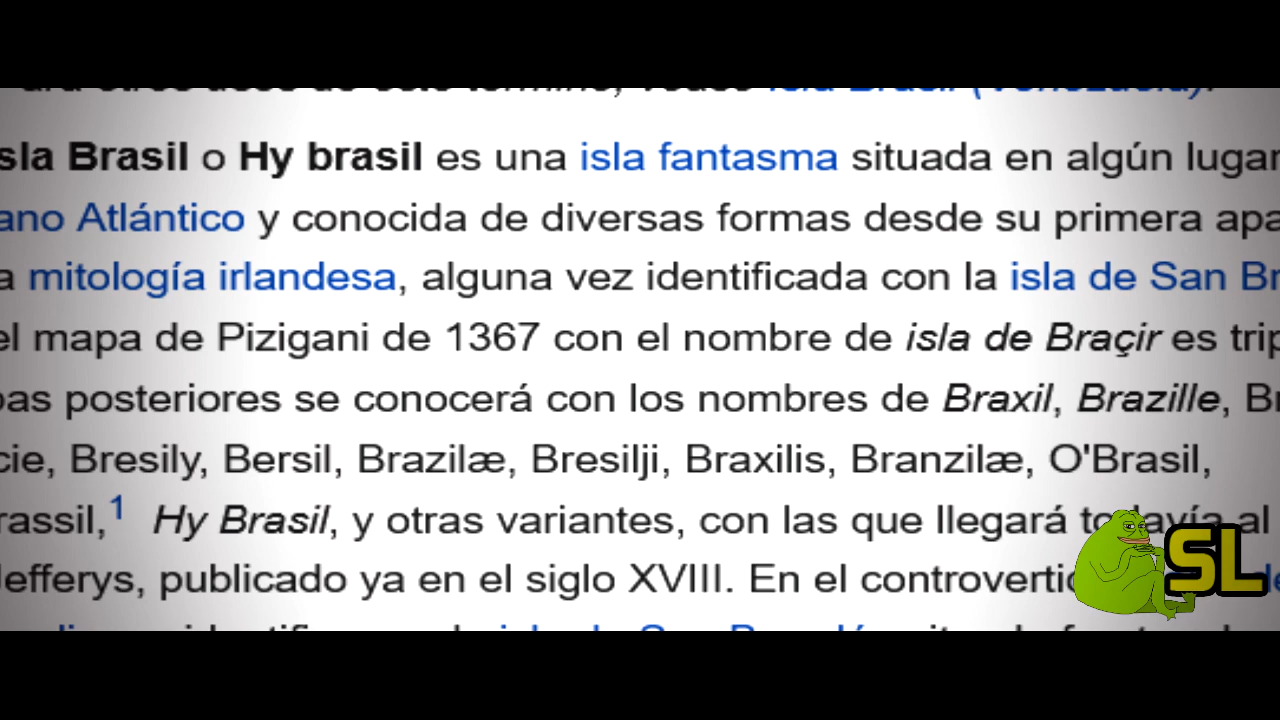 sla Brasil o Hy brasil es una isla fantasma situada en algún lugar
ano Atlántico y conocida de diversas formas desde su primera apa
a mitología irlandesa, alguna vez identificada con la isla de San Br
el mapa de Pizigani de 1367 con el nombre de isla de Braçir es trip
pas posteriores se conocerá con los nombres de Braxil, Brazille, Br
cie, Bresily, Bersil, Brazilæ, Bresilji, Braxilis, Branzilæ, O'Brasil,
rassil,1 Hy Brasil, y otras variantes, con las que llegará todavía al
Jefferys, publicado ya en el siglo XVIII. En el controvertic
SL